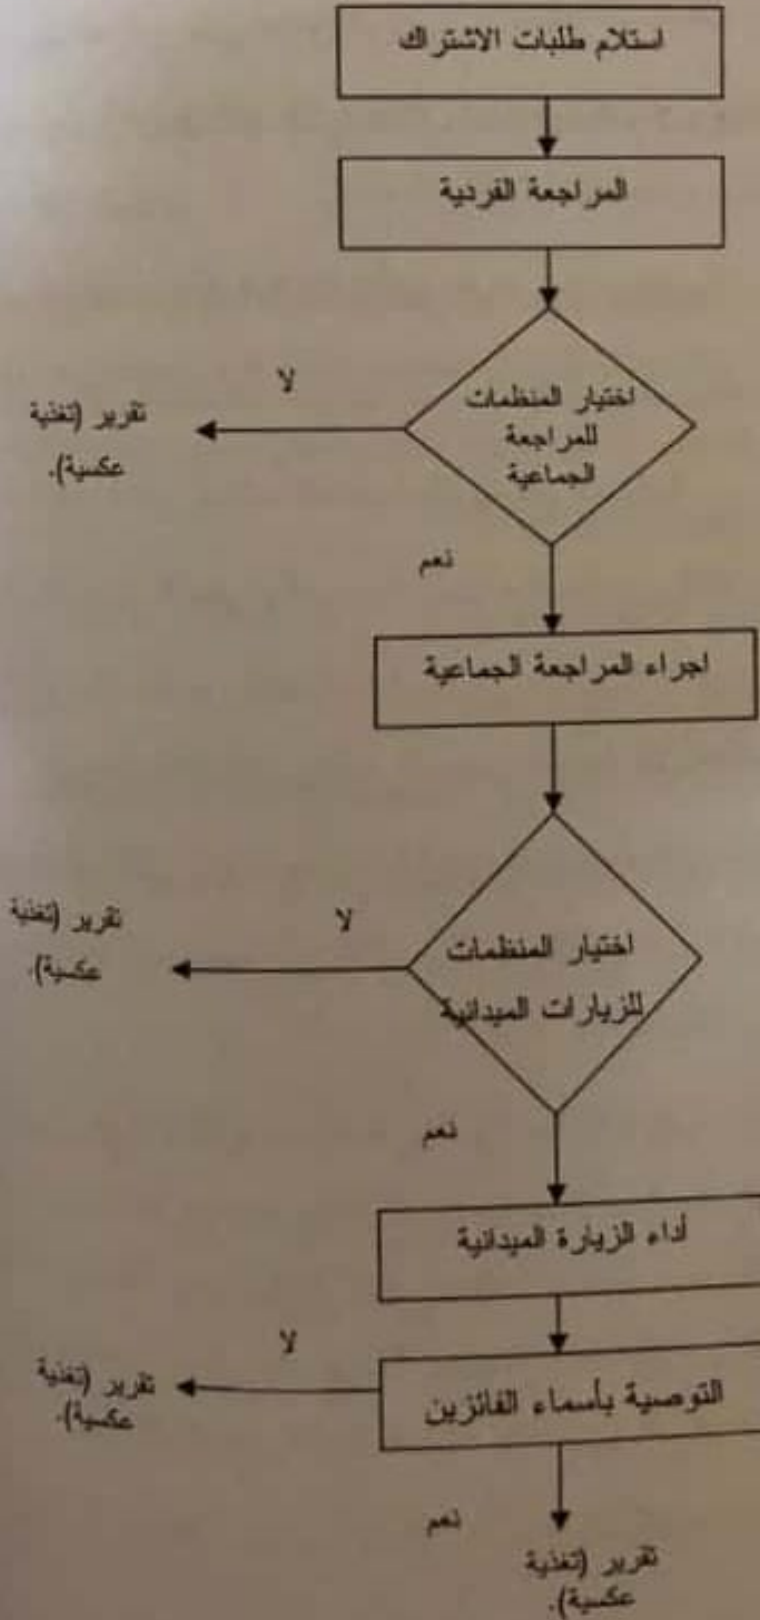 استلام طلبات الاشتراك
المراجعة الفردية
اختيار المنظمات
للمراجعة
الجماعية
لا
تقرير (تغذية
عكسية).
نعم
اجراء المراجعة الجماعية
اختيار المنظمات
للزيارات الميدانية
لا
تقرير (تغذية
عكسية).
نعم
أداء الزيارة الميدانية
التوصية بأسماء الفائزين
لا
تقرير (تغذية
عكسية).
نعم
تقرير (تغذية
عكسية).